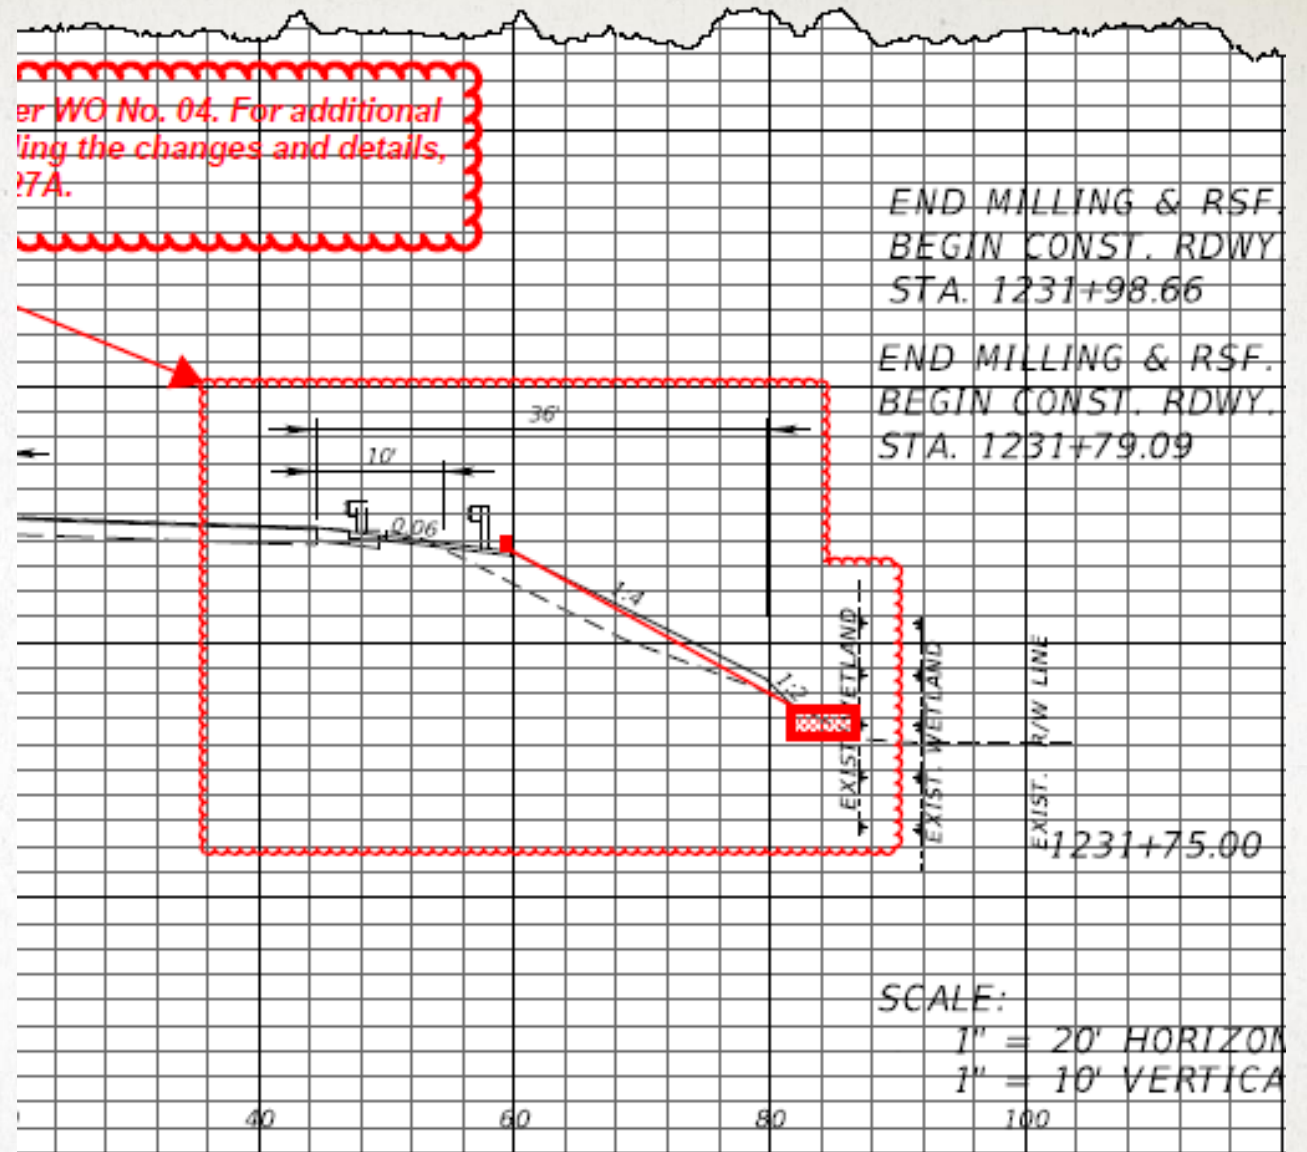 er WO No. 04. For additional
ling the changes and details,
27A.
END MILLING & RSF.
BEGIN CONST. RDWY.
STA. 1231+98.66
END MILLING & RSF.
BEGIN CONST. RDWY.
STA. 1231+79.09
36'
10'
0.06
1:4
1:2
EXIST. WETLAND
EXIST. WETLAND
EXIST. R/W LINE
1231+75.00
SCALE:
1" = 20' HORIZON
1" = 10' VERTICA
40 60 80 100